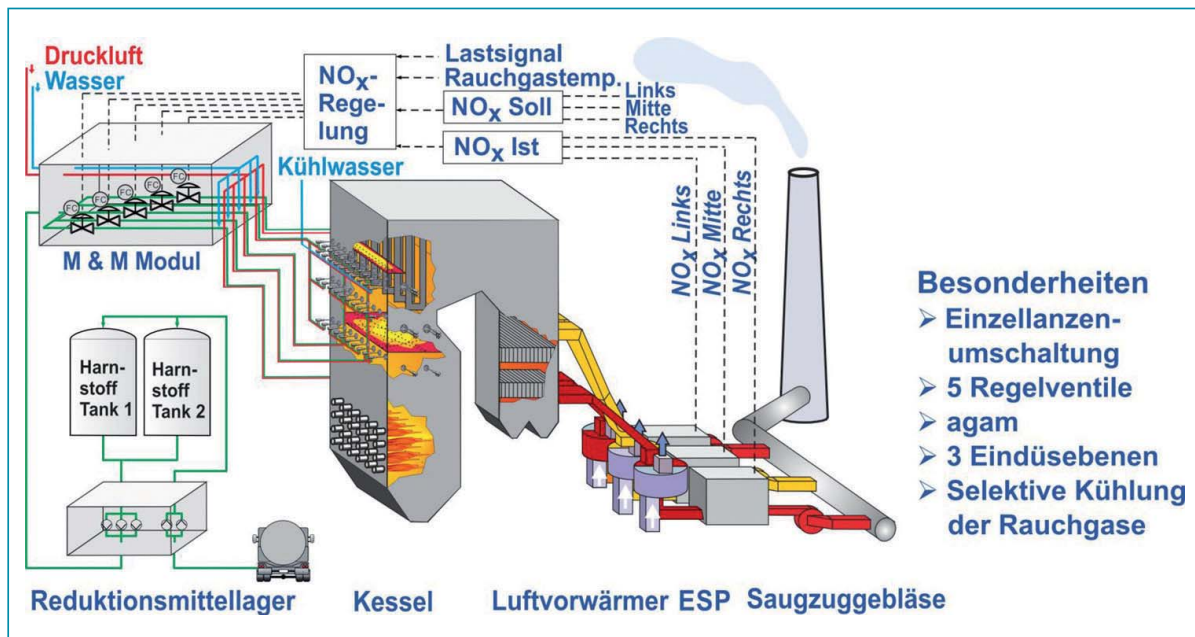 Druckluft
Wasser
NOx-
Rege-
lung
Lastsignal
Rauchgastemp.
NOx Soll
Links
Mitte
Rechts
NOx Ist
Kühlwasser
FC
FC
FC
FC
FC
M & M Modul
NOx Links
NOx Mitte
NOx Rechts
Harn-
stoff
Tank 1
Harn-
stoff
Tank 2
Besonderheiten
➢ Einzellanzen-
umschaltung
➢ 5 Regelventile
➢ agam
➢ 3 Eindüsebenen
➢ Selektive Kühlung
der Rauchgase
Reduktionsmittellager
Kessel
Luftvorwärmer
ESP
Saugzuggebläse